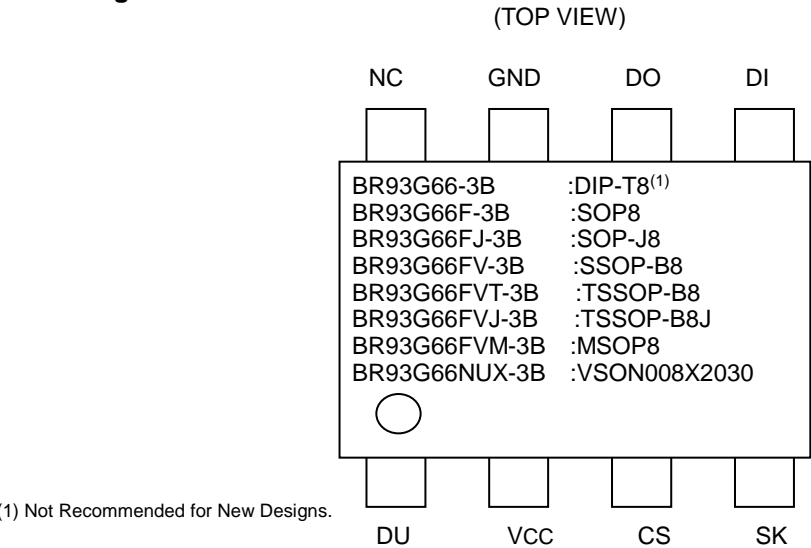 (TOP VIEW)
NC GND DO DI
BR93G66-3B :DIP-T8(1)
BR93G66F-3B :SOP8
BR93G66FJ-3B :SOP-J8
BR93G66FV-3B :SSOP-B8
BR93G66FVT-3B :TSSOP-B8
BR93G66FVJ-3B :TSSOP-B8J
BR93G66FVM-3B :MSOP8
BR93G66NUX-3B :VSON008X2030
(1) Not Recommended for New Designs.
DU VCC CS SK